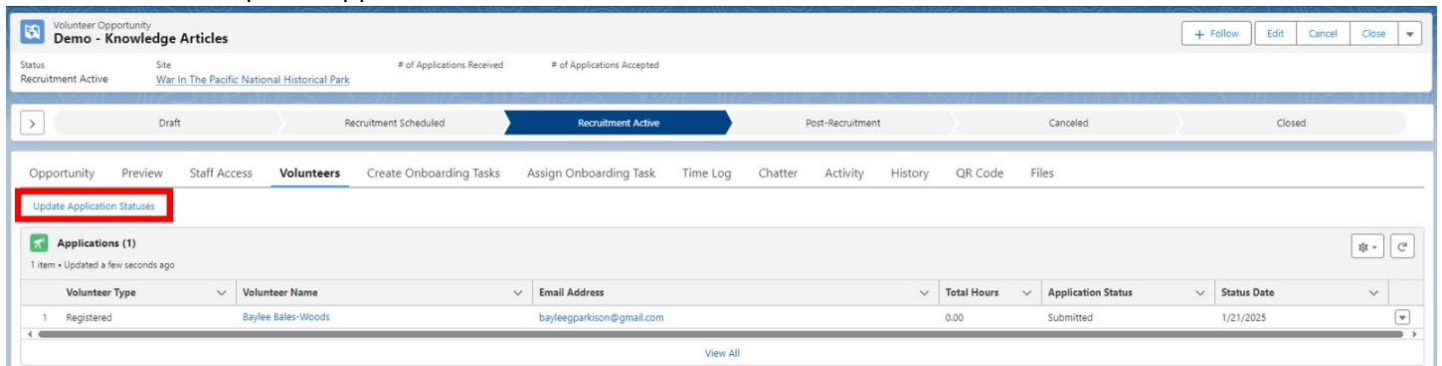 Volunteer Opportunity
Demo - Knowledge Articles
+ Follow Edit Cancel Close
Status Site # of Applications Received # of Applications Accepted
Recruitment Active War In The Pacific National Historical Park
Draft Recruitment Scheduled Recruitment Active Post-Recruitment Canceled Closed
Opportunity Preview Staff Access Volunteers Create Onboarding Tasks Assign Onboarding Task Time Log Chatter Activity History QR Code Files
Update Application Statuses
Applications (1)
1 item • Updated a few seconds ago
Volunteer Type Volunteer Name Email Address Total Hours Application Status Status Date
1 Registered Baylee Bales-Woods bayleegparkison@gmail.com 0.00 Submitted 1/21/2025
View All